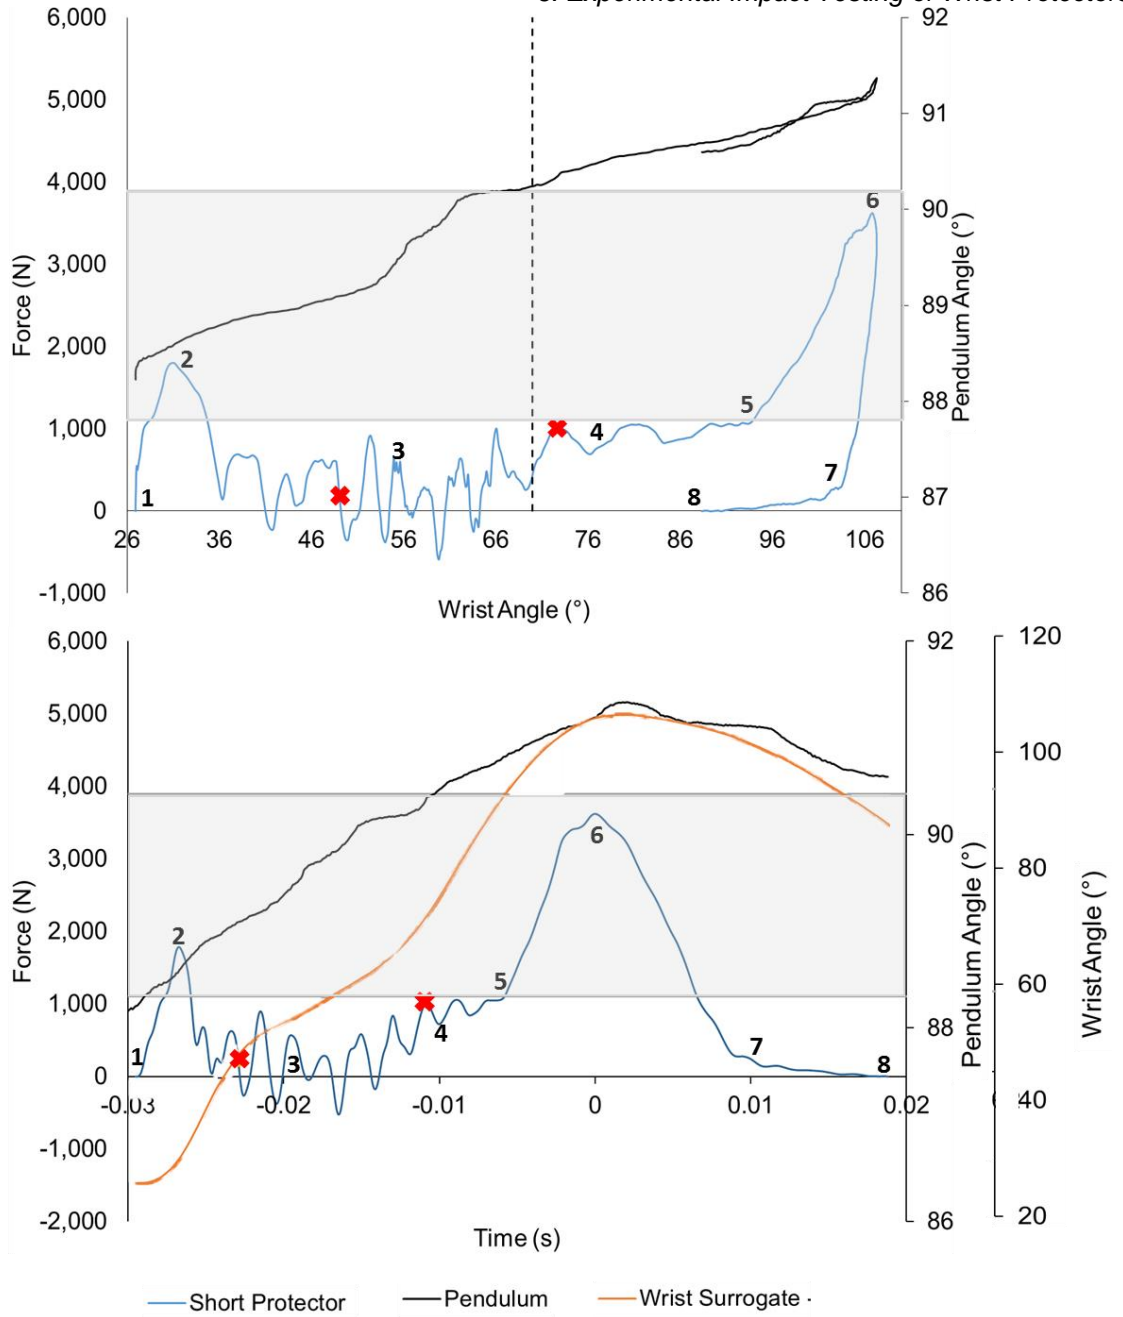 6,000
5,000
4,000
3,000
2,000
1,000
0
-1,000
Force (N)
26 36 46 56 66 76 86 96 106
Wrist Angle (°)
92
91
90
89
88
87
86
Pendulum Angle (°)
1 2 3 4 5 6 7 8
6,000
5,000
4,000
3,000
2,000
1,000
0
-1,000
-2,000
Force (N)
-0.03 -0.02 -0.01 0 0.01 0.02
Time (s)
92
90
88
86
Pendulum Angle (°)
120
100
80
60
40
20
Wrist Angle (°)
1 2 3 4 5 6 7 8
Short Protector Pendulum Wrist Surrogate